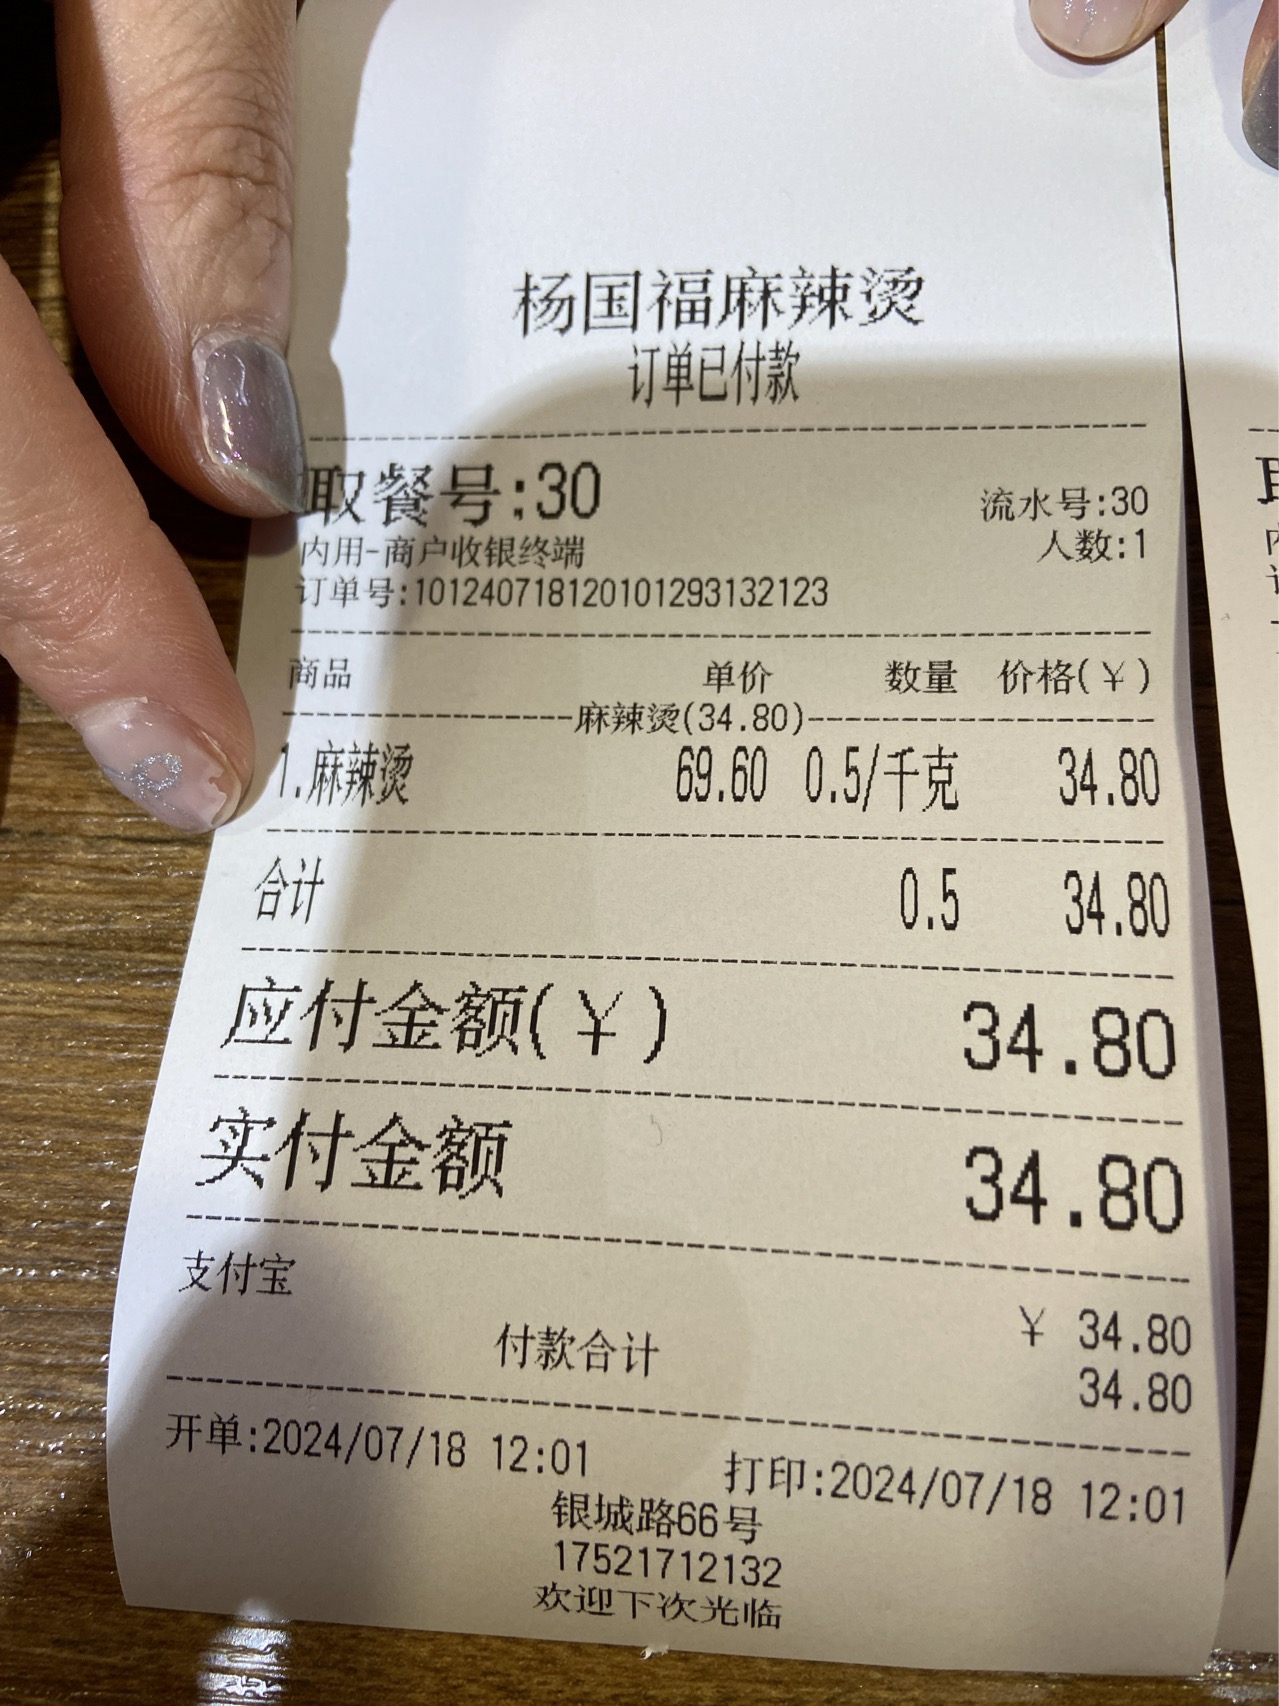 杨国福麻辣烫
订单已付款
取餐号:30
流水号:30
内用-商户收银终端
人数:1
订单号:101240718120101293132123
商品 单价 数量 价格(￥)
麻辣烫(34.80)
1.麻辣烫 69.60 0.5/千克 34.80
合计 0.5 34.80
应付金额(￥) 34.80
实付金额 34.80
支付宝 ￥ 34.80
付款合计 34.80
开单:2024/07/18 12:01 打印:2024/07/18 12:01
银城路66号
17521712132
欢迎下次光临